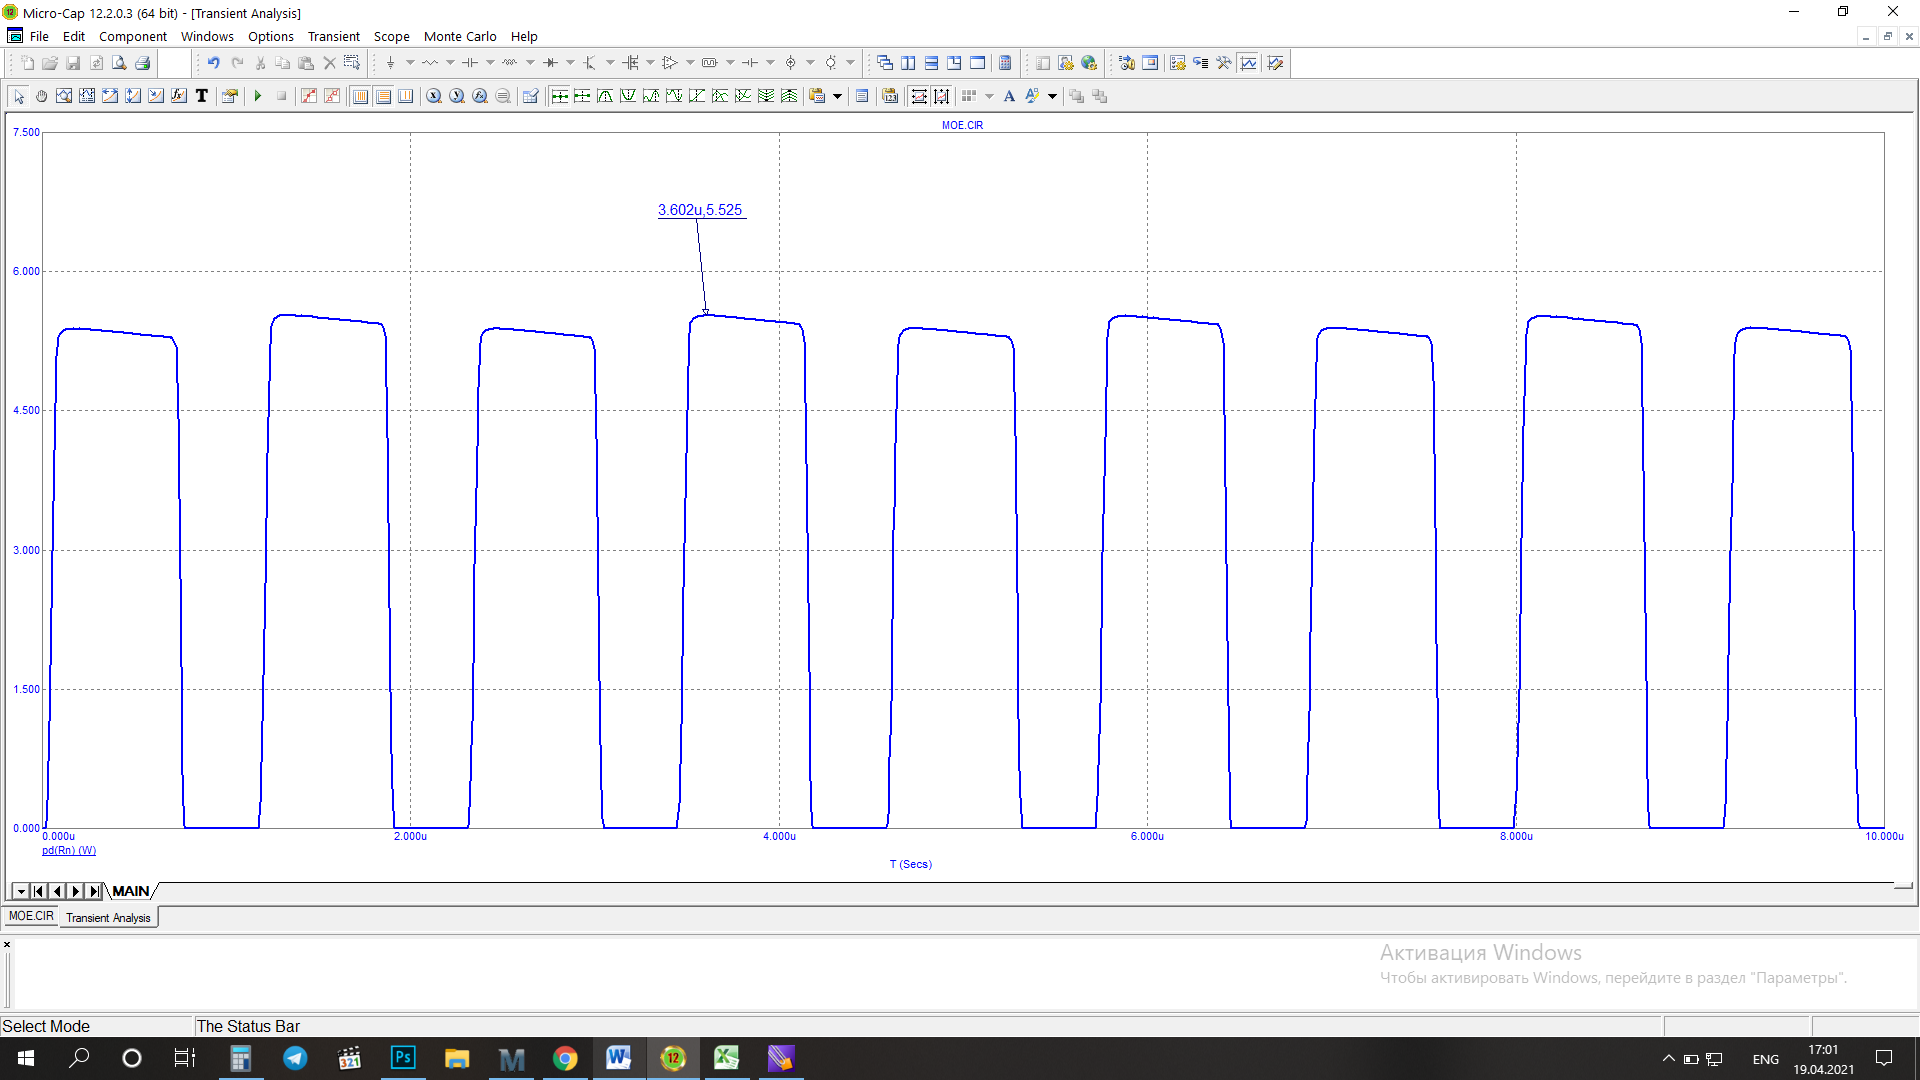 Micro-Cap 12.2.0.3 (64 bit) - [Transient Analysis]
File Edit Component Windows Options Transient Scope Monte Carlo Help
MOE.CIR
7.500
3.602u,5.525
6.000
4.500
3.000
1.500
0.000
0.000u 2.000u 4.000u 6.000u 8.000u 10.000u
pd(Rn) (W)
T (Secs)
MAIN
MOE.CIR Transient Analysis
Активация Windows
Чтобы активировать Windows, перейдите в раздел "Параметры".
Select Mode The Status Bar
17:01
ENG
19.04.2021